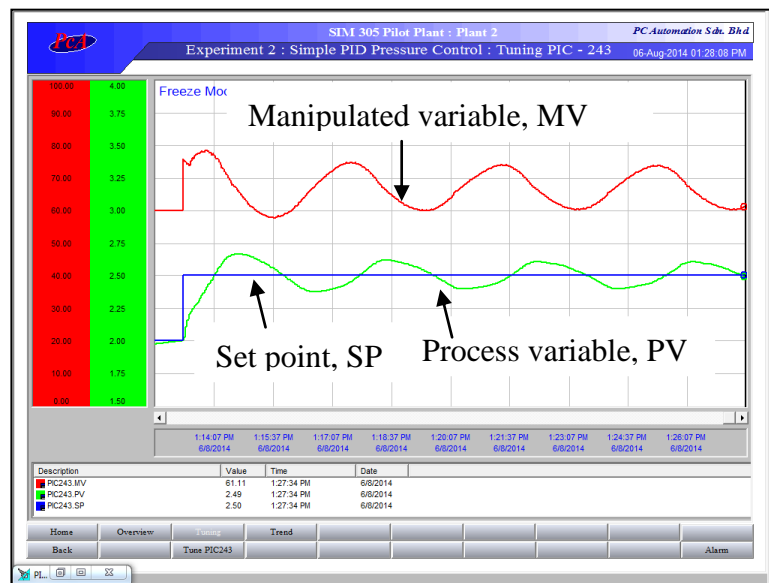 PcA
SIM 305 Pilot Plant : Plant 2
PC Automation Sdn. Bhd
Experiment 2 : Simple PID Pressure Control : Tuning PIC - 243
06-Aug-2014 01:28:08 PM
100.00 4.00
90.00 3.75
80.00 3.50
70.00 3.25
60.00 3.00
50.00 2.75
40.00 2.50
30.00 2.25
20.00 2.00
10.00 1.75
0.00 1.50
Freeze Moc
Manipulated variable, MV
Set point, SP
Process variable, PV
1:14:07 PM 1:15:37 PM 1:17:07 PM 1:18:37 PM 1:20:07 PM 1:21:37 PM 1:23:07 PM 1:24:37 PM 1:26:07 PM
6/8/2014 6/8/2014 6/8/2014 6/8/2014 6/8/2014 6/8/2014 6/8/2014 6/8/2014 6/8/2014
Description Value Time Date
PIC243.MV 61.11 1:27:34 PM 6/8/2014
PIC243.PV 2.49 1:27:34 PM 6/8/2014
PIC243.SP 2.50 1:27:34 PM 6/8/2014
Home Overview Tuning Trend
Back Tune PIC243 Alarm
PI...